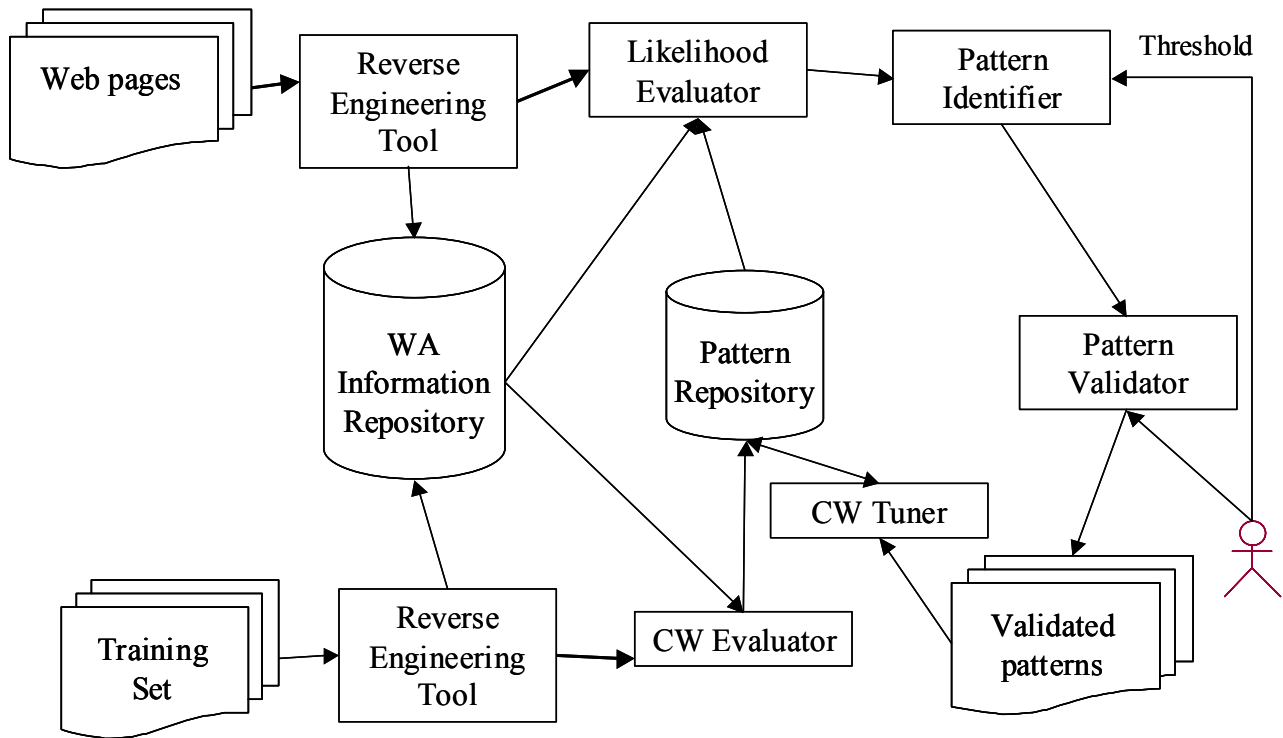 Web pages
Reverse
Engineering
Tool
Likelihood
Evaluator
Pattern
Identifier
Threshold
WA
Information
Repository
Pattern
Repository
Pattern
Validator
CW Tuner
Training
Set
Reverse
Engineering
Tool
CW Evaluator
Validated
patterns